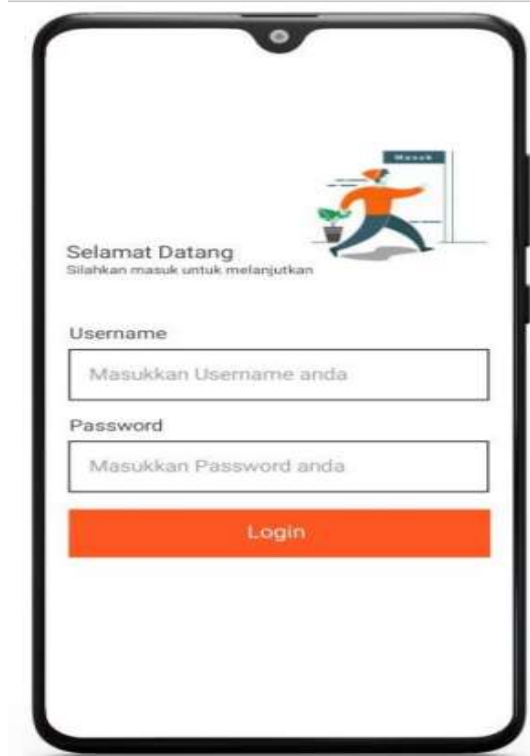 Masuk
Selamat Datang
Silahkan masuk untuk melanjutkan
Username
Masukkan Username anda
Password
Masukkan Password anda
Login